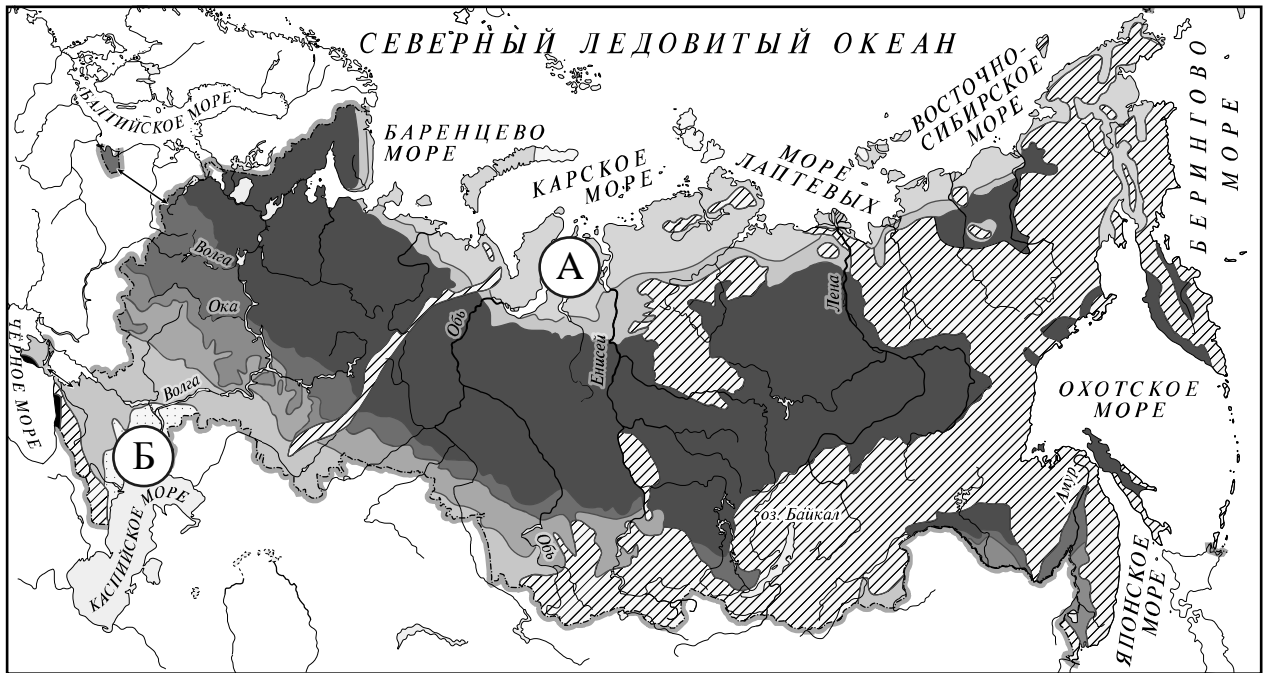 СЕВЕРНЫЙ ЛЕДОВИТЫЙ ОКЕАН
БАЛТИЙСКОЕ МОРЕ
БАРЕНЦЕВО
МОРЕ
КАРСКОЕ
МОРЕ
МОРЕ
ЛАПТЕВЫХ
ВОСТОЧНО-
СИБИРСКОЕ
МОРЕ
БЕРИНГОВО
МОРЕ
А
Волга
Ока
Обь
Енисей
Лена
ЧЁРНОЕ МОРЕ
Волга
Б
КАСПИЙСКОЕ МОРЕ
Обь
оз. Байкал
ОХОТСКОЕ
МОРЕ
Амур
ЯПОНСКОЕ
МОРЕ